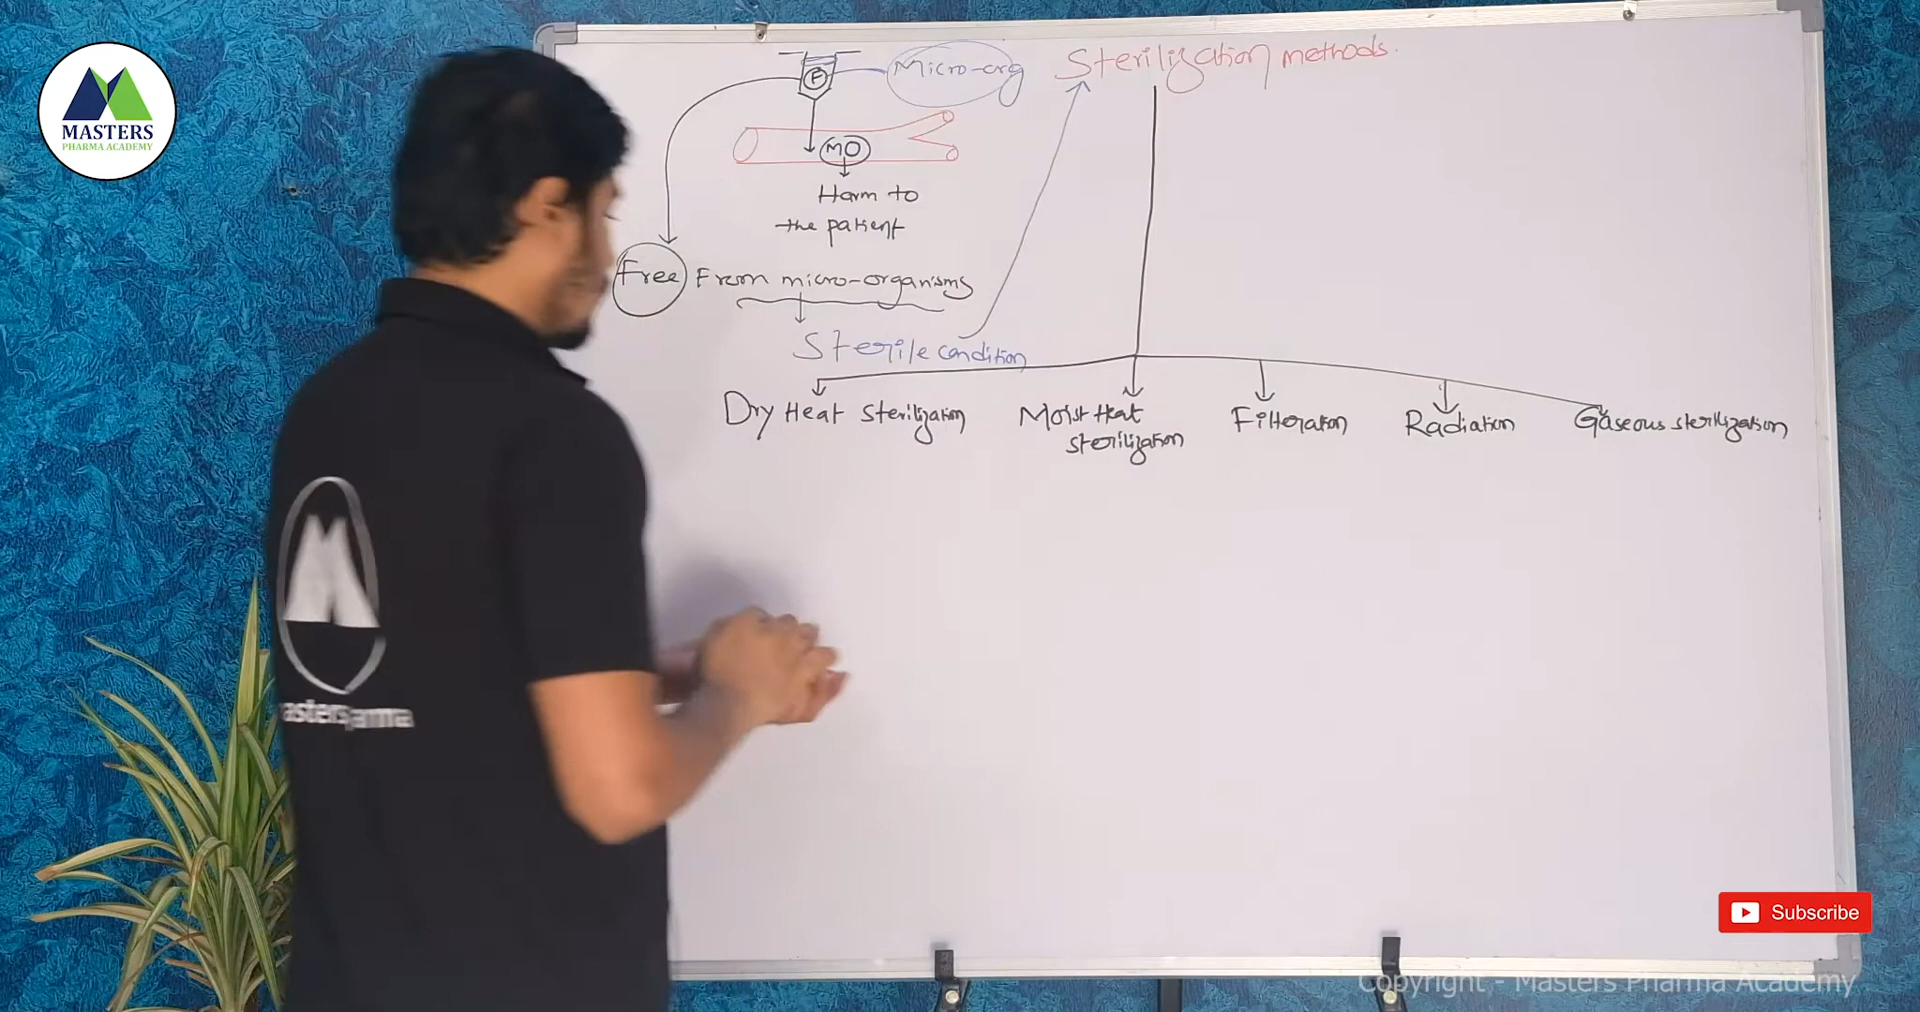 MASTERS
PHARMA ACADEMY
F
Micro-org
Sterilization methods.
MO
Harm to
the patient
Free From micro-organisms
Sterile condition
Dry Heat sterilization
Moist Heat
sterilization
Filteration
Radiation
Gaseous sterilization
Subscribe
Copyright - Masters Pharma Academy